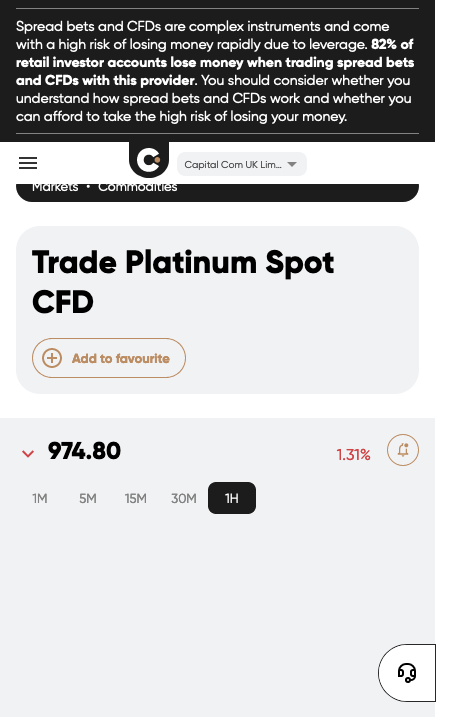 Spread bets and CFDs are complex instruments and come
with a high risk of losing money rapidly due to leverage. 82% of
retail investor accounts lose money when trading spread bets
and CFDs with this provider. You should consider whether you
understand how spread bets and CFDs work and whether you
can afford to take the high risk of losing your money.
Capital Com UK Lim...
Markets • Commodities
Trade Platinum Spot
CFD
Add to favourite
974.80
1.31%
1M 5M 15M 30M 1H